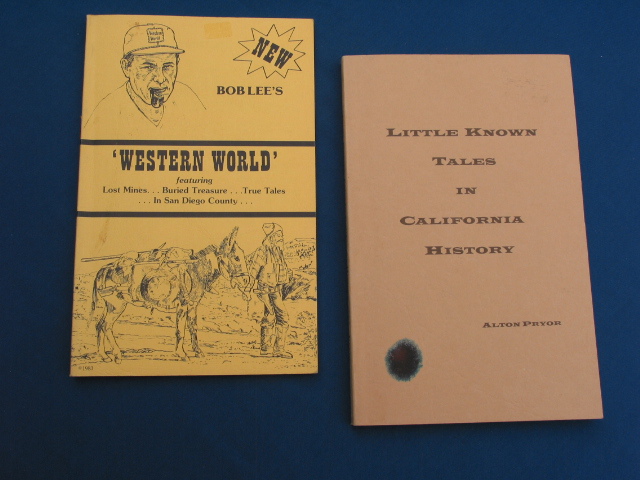 NEW
BOB LEE'S
'WESTERN WORLD'
featuring
Lost Mines. . . Buried Treasure . . . True Tales
. . . In San Diego County . . .
LITTLE KNOWN
TALES
IN
CALIFORNIA
HISTORY
ALTON PRYOR